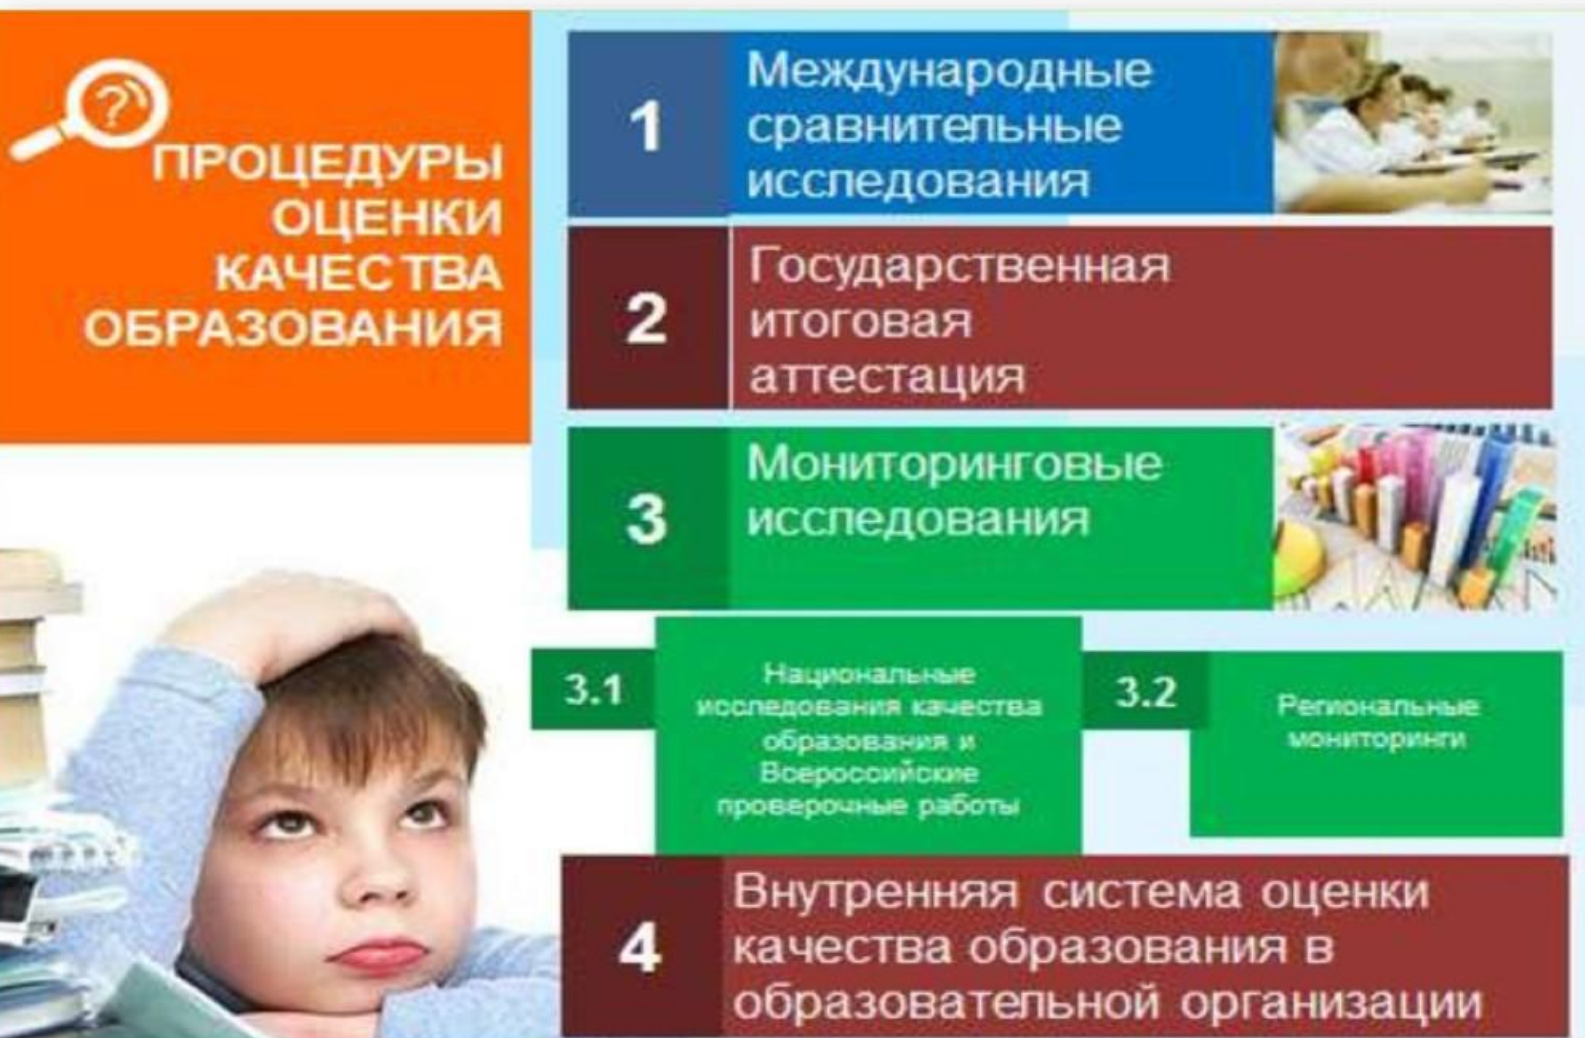 ?
ПРОЦЕДУРЫ
ОЦЕНКИ
КАЧЕСТВА
ОБРАЗОВАНИЯ
1
Международные
сравнительные
исследования
2
Государственная
итоговая
аттестация
3
Мониторинговые
исследования
3.1
Национальные
исследования качества
образования и
Всероссийские
проверочные работы
3.2
Региональные
мониторинги
4
Внутренняя система оценки
качества образования в
образовательной организации